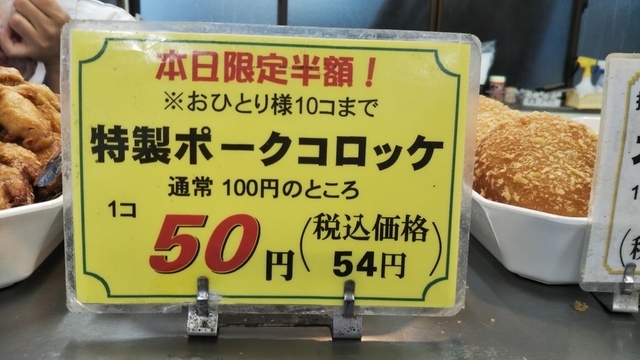 本日限定半額！
※おひとり様10コまで
特製ポークコロッケ
通常 100円のところ
1コ 50円 (税込価格 54円)